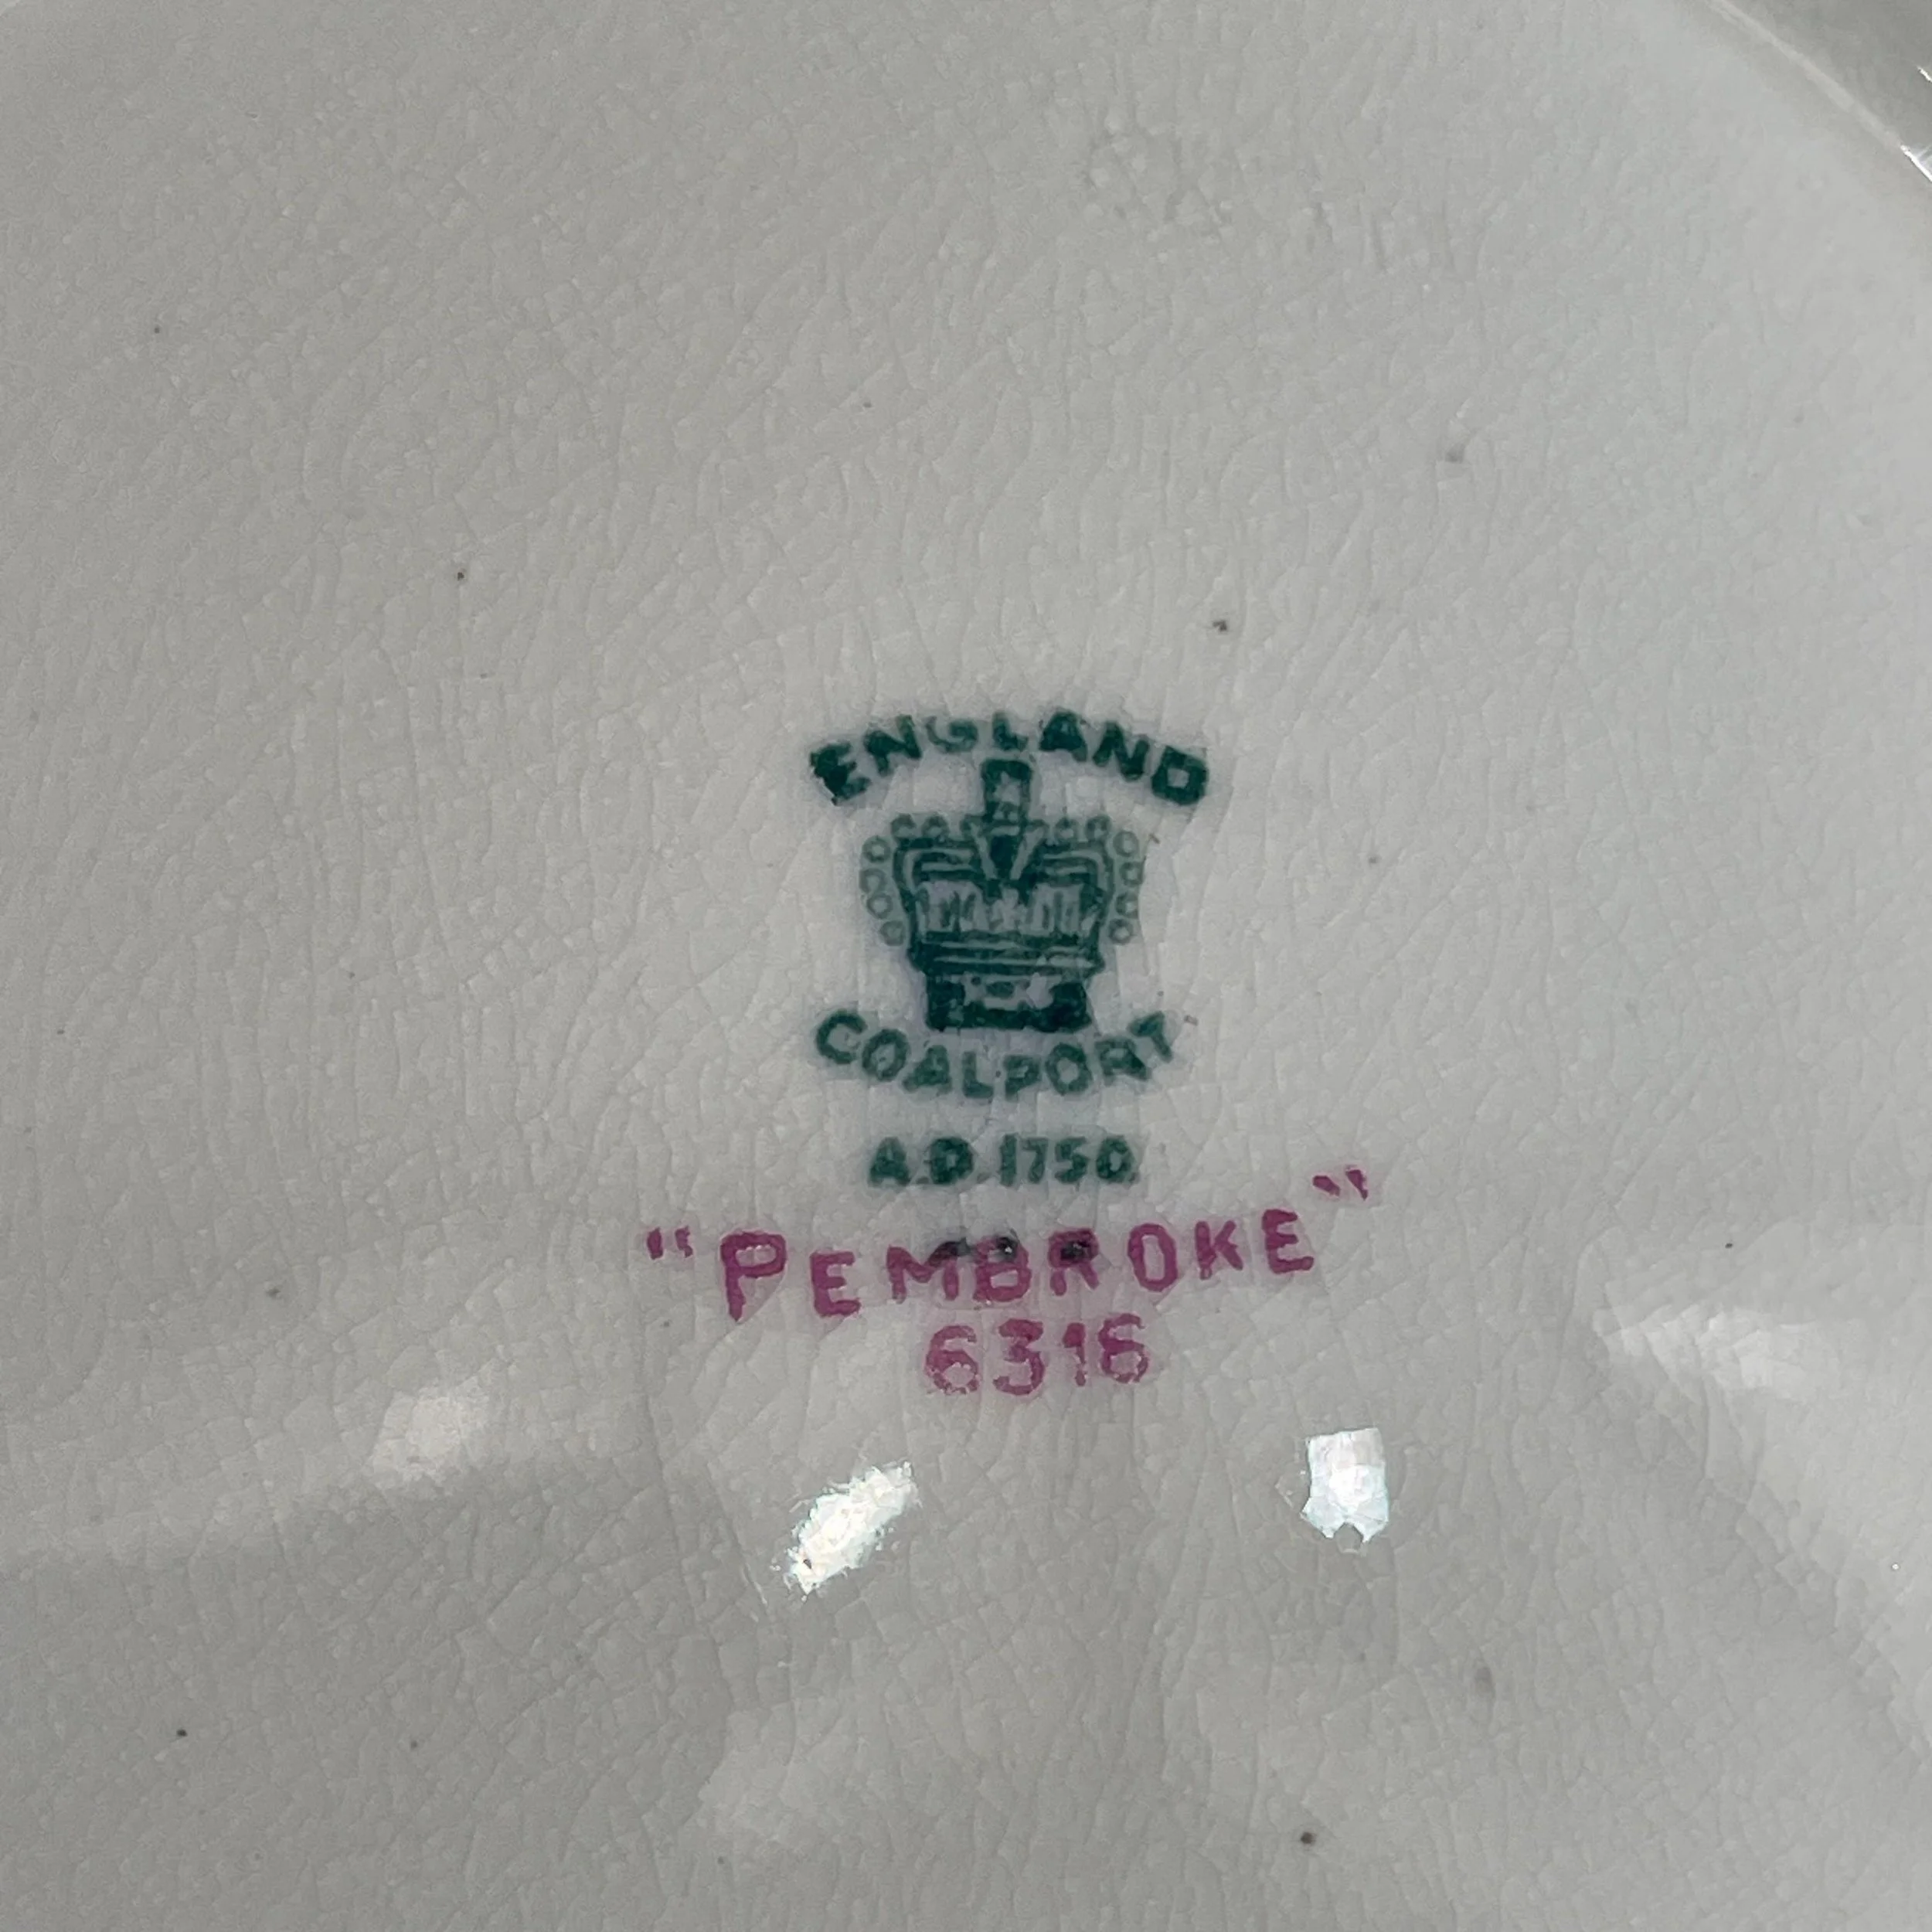 ENGLAND
COALPORT
A.D. 1750.
"PEMBROKE"
6316